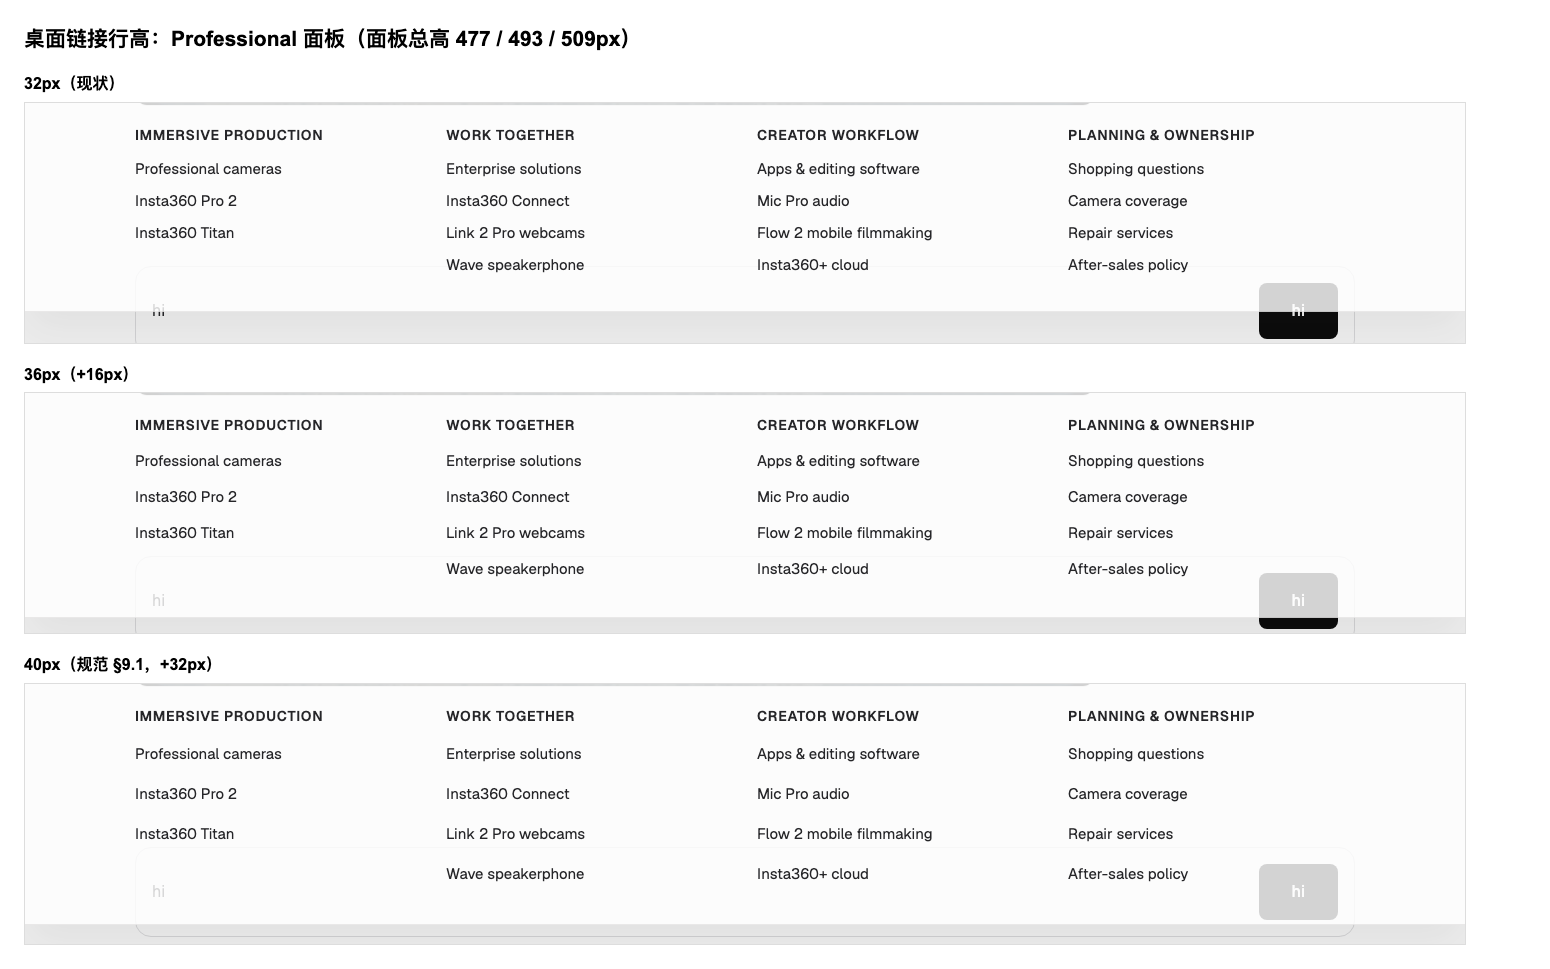 桌面链接行高：Professional 面板（面板总高 477 / 493 / 509px）
32px（现状）
IMMERSIVE PRODUCTION WORK TOGETHER CREATOR WORKFLOW PLANNING & OWNERSHIP
Professional cameras Enterprise solutions Apps & editing software Shopping questions
Insta360 Pro 2 Insta360 Connect Mic Pro audio Camera coverage
Insta360 Titan Link 2 Pro webcams Flow 2 mobile filmmaking Repair services
Wave speakerphone Insta360+ cloud After-sales policy
hi hi
36px（+16px）
IMMERSIVE PRODUCTION WORK TOGETHER CREATOR WORKFLOW PLANNING & OWNERSHIP
Professional cameras Enterprise solutions Apps & editing software Shopping questions
Insta360 Pro 2 Insta360 Connect Mic Pro audio Camera coverage
Insta360 Titan Link 2 Pro webcams Flow 2 mobile filmmaking Repair services
Wave speakerphone Insta360+ cloud After-sales policy
hi hi
40px（规范 §9.1，+32px）
IMMERSIVE PRODUCTION WORK TOGETHER CREATOR WORKFLOW PLANNING & OWNERSHIP
Professional cameras Enterprise solutions Apps & editing software Shopping questions
Insta360 Pro 2 Insta360 Connect Mic Pro audio Camera coverage
Insta360 Titan Link 2 Pro webcams Flow 2 mobile filmmaking Repair services
Wave speakerphone Insta360+ cloud After-sales policy
hi hi